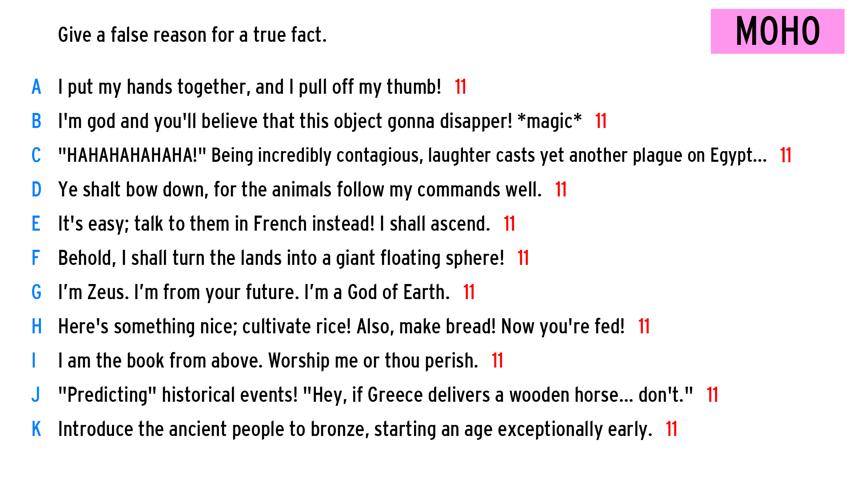 Give a false reason for a true fact.
MOHO
A I put my hands together, and I pull off my thumb! 11
B I'm god and you'll believe that this object gonna disapper! *magic* 11
C "HAHAHAHAHAHA!" Being incredibly contagious, laughter casts yet another plague on Egypt... 11
D Ye shalt bow down, for the animals follow my commands well. 11
E It's easy; talk to them in French instead! I shall ascend. 11
F Behold, I shall turn the lands into a giant floating sphere! 11
G I’m Zeus. I’m from your future. I’m a God of Earth. 11
H Here's something nice; cultivate rice! Also, make bread! Now you're fed! 11
I I am the book from above. Worship me or thou perish. 11
J "Predicting" historical events! "Hey, if Greece delivers a wooden horse... don't." 11
K Introduce the ancient people to bronze, starting an age exceptionally early. 11